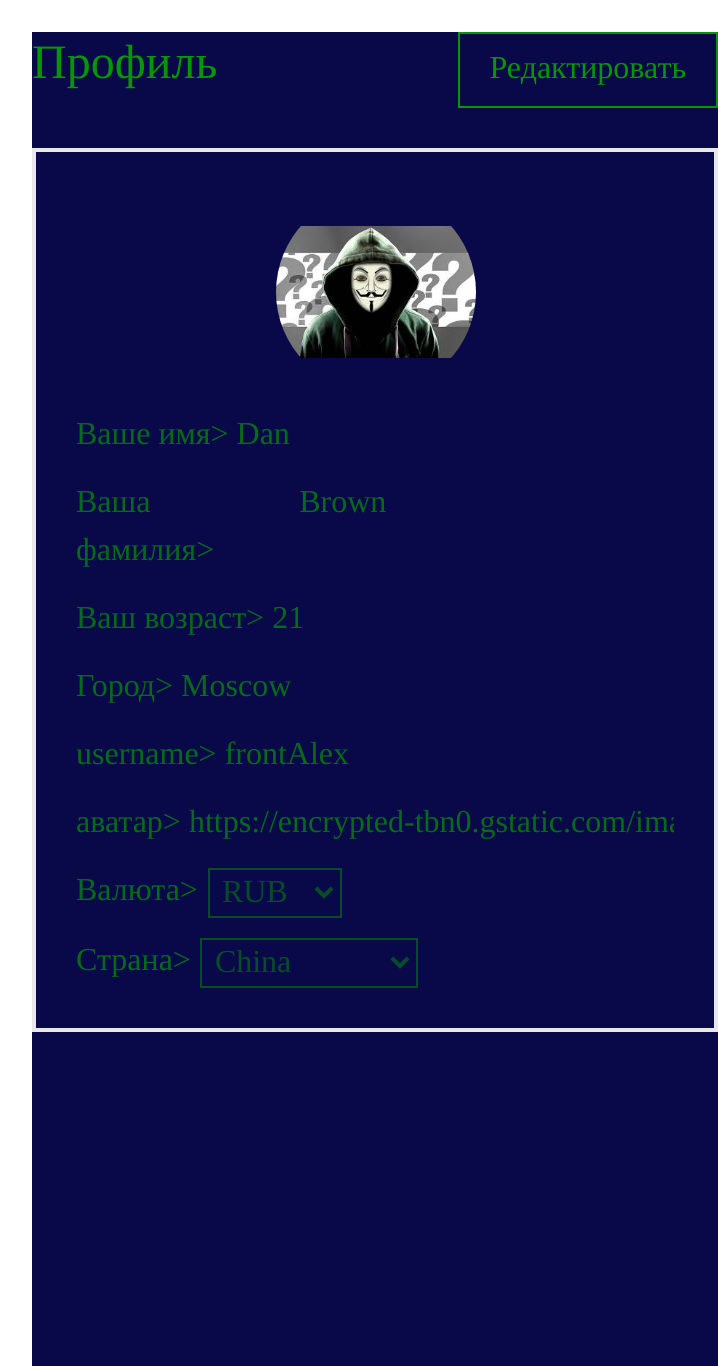 Профиль
Редактировать
Ваше имя> Dan
Ваша Brown
фамилия>
Ваш возраст> 21
Город> Moscow
username> frontAlex
аватар> https://encrypted-tbn0.gstatic.com/ima
Валюта> RUB
Страна> China